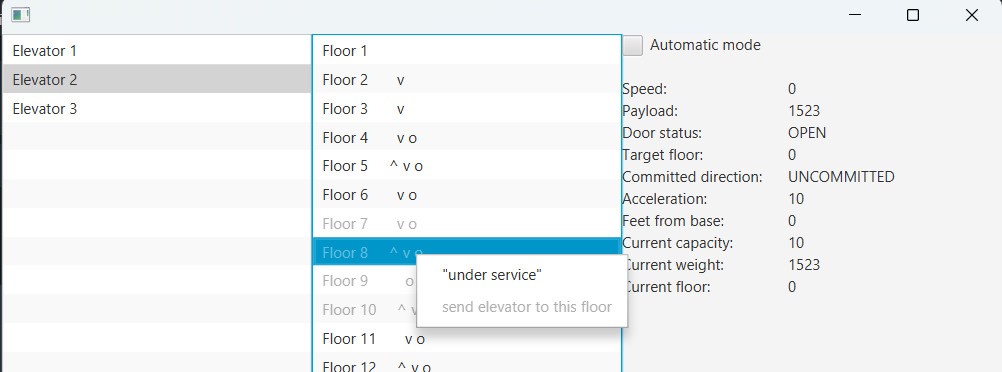 Elevator 1
Elevator 2
Elevator 3
Floor 1
Floor 2 v
Floor 3 v
Floor 4 v o
Floor 5 ^ v o
Floor 6 v o
Floor 7 v o
Floor 8 ^ v o
Floor 9 o
Floor 10 ^ v
Floor 11 v o
Floor 12 ^ v o
"under service"
send elevator to this floor
Automatic mode
Speed: 0
Payload: 1523
Door status: OPEN
Target floor: 0
Committed direction: UNCOMMITTED
Acceleration: 10
Feet from base: 0
Current capacity: 10
Current weight: 1523
Current floor: 0